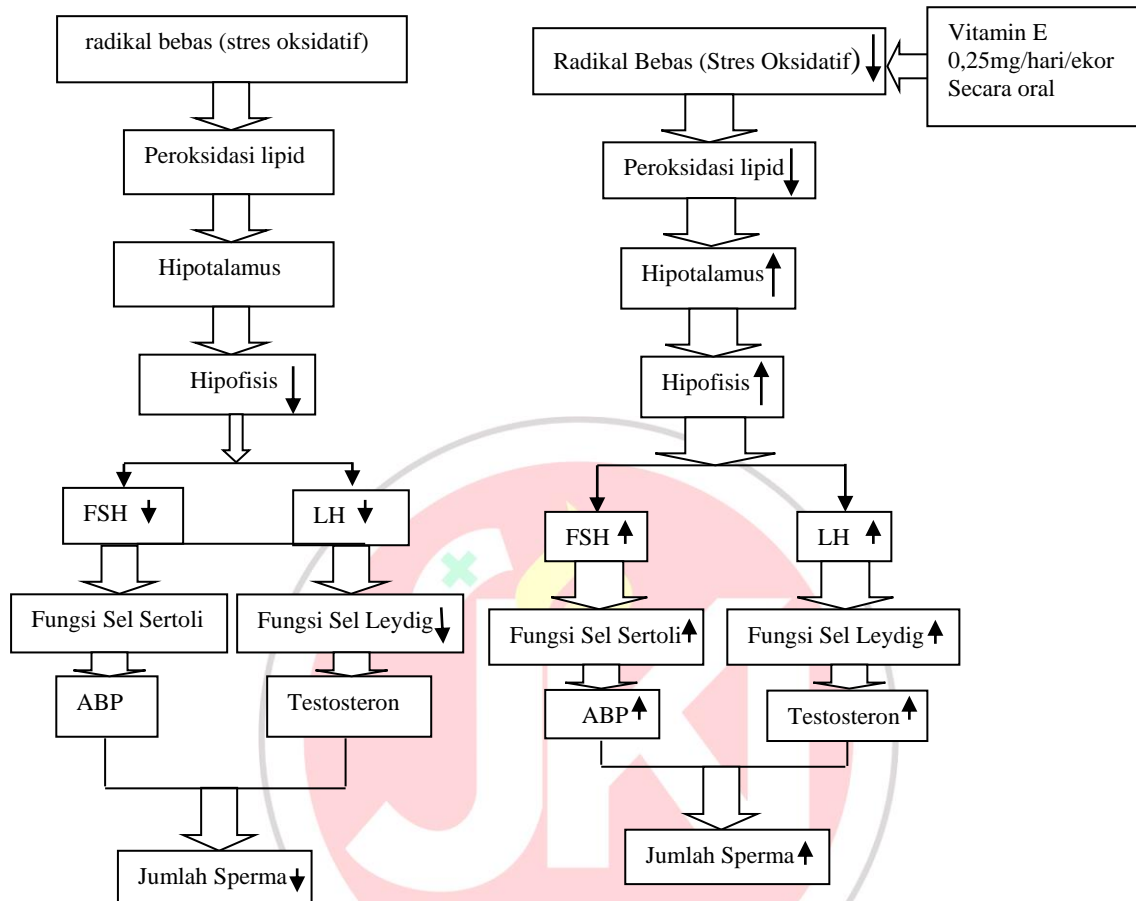 radikal bebas (stres oksidatif)
Peroksidasi lipid
Hipotalamus
Hipofisis
FSH
LH
Fungsi Sel Sertoli
Fungsi Sel Leydig
ABP
Testosteron
Jumlah Sperma
Vitamin E
0,25mg/hari/ekor
Secara oral
Radikal Bebas (Stres Oksidatif)
Peroksidasi lipid
Hipotalamus
Hipofisis
FSH
LH
Fungsi Sel Sertoli
Fungsi Sel Leydig
ABP
Testosteron
Jumlah Sperma